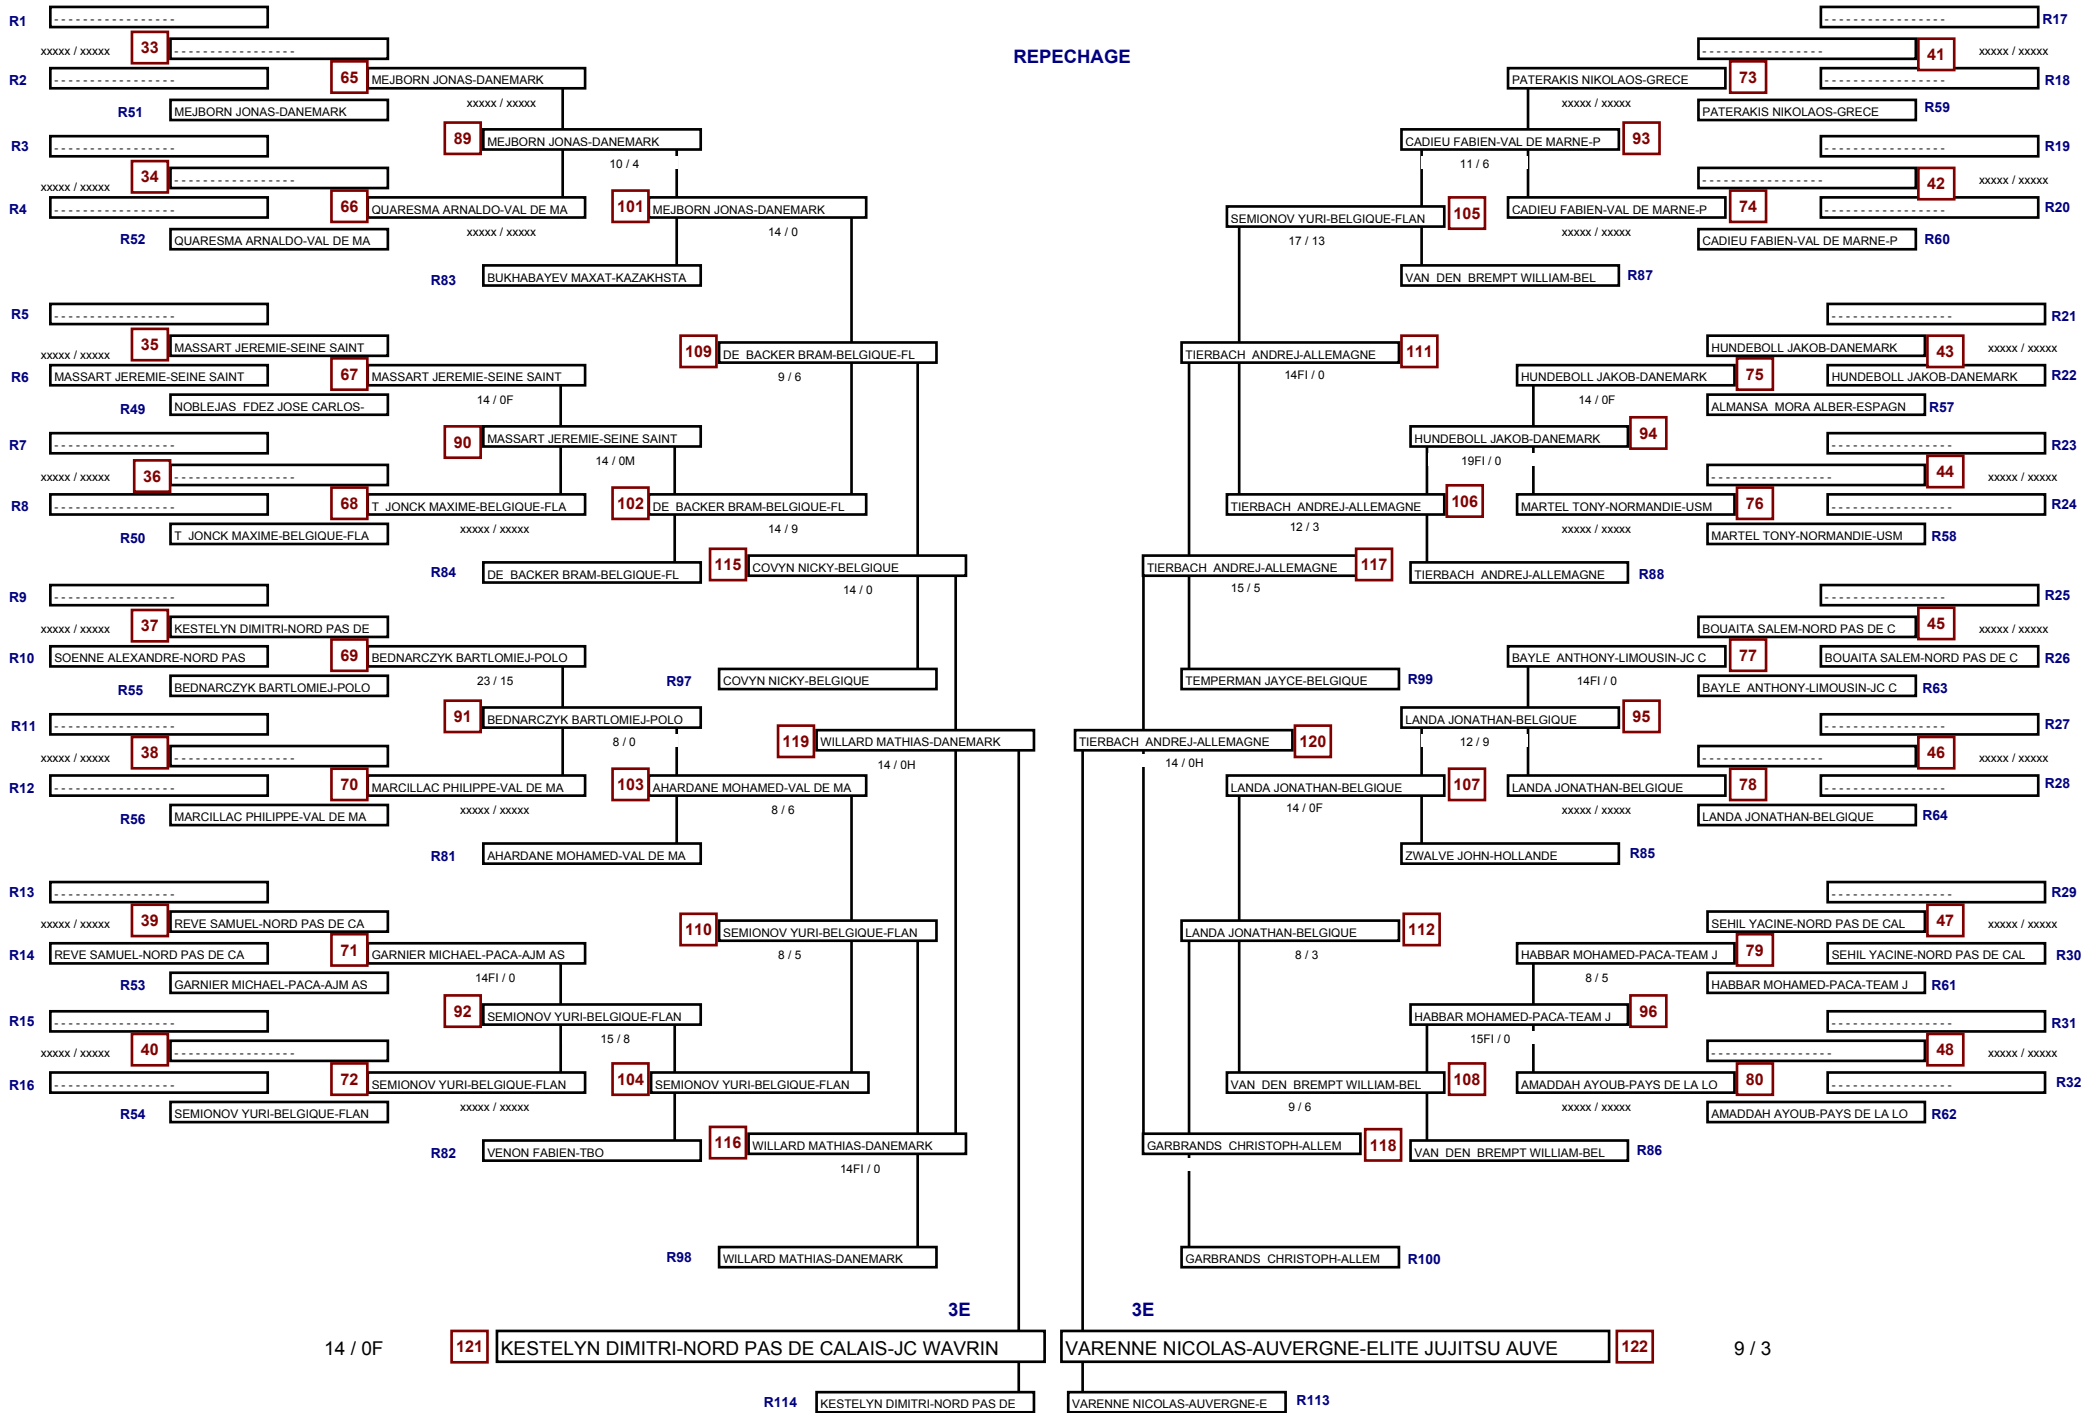 REPECHAGE
R1 - - - - - - - - - - - - - - - -
xxxxx / xxxxx 33 - - - - - - - - - - - - - - - -
R2 - - - - - - - - - - - - - - - - 65 MEJBORN JONAS-DANEMARK
xxxxx / xxxxx
R51 MEJBORN JONAS-DANEMARK
89 MEJBORN JONAS-DANEMARK
10 / 4
R3 - - - - - - - - - - - - - - - -
xxxxx / xxxxx 34 - - - - - - - - - - - - - - - -
R4 - - - - - - - - - - - - - - - - 66 QUARESMA ARNALDO-VAL DE MA 101 MEJBORN JONAS-DANEMARK
xxxxx / xxxxx 14 / 0
R52 QUARESMA ARNALDO-VAL DE MA
R83 BUKHABAYEV MAXAT-KAZAKHSTA
R5 - - - - - - - - - - - - - - - -
xxxxx / xxxxx 35 MASSART JEREMIE-SEINE SAINT 109 DE BACKER BRAM-BELGIQUE-FL
9 / 6
R6 MASSART JEREMIE-SEINE SAINT 67 MASSART JEREMIE-SEINE SAINT
14 / 0F
R49 NOBLEJAS FDEZ JOSE CARLOS-
R7 - - - - - - - - - - - - - - - - 90 MASSART JEREMIE-SEINE SAINT
14 / 0M
xxxxx / xxxxx 36 - - - - - - - - - - - - - - - -
R8 - - - - - - - - - - - - - - - - 68 T JONCK MAXIME-BELGIQUE-FLA 102 DE BACKER BRAM-BELGIQUE-FL
xxxxx / xxxxx 14 / 9
R50 T JONCK MAXIME-BELGIQUE-FLA
R84 DE BACKER BRAM-BELGIQUE-FL 115 COVYN NICKY-BELGIQUE
14 / 0
R9 - - - - - - - - - - - - - - - -
xxxxx / xxxxx 37 KESTELYN DIMITRI-NORD PAS DE
R10 SOENNE ALEXANDRE-NORD PAS 69 BEDNARCZYK BARTLOMIEJ-POLO
23 / 15
R55 BEDNARCZYK BARTLOMIEJ-POLO
R97 COVYN NICKY-BELGIQUE
R11 - - - - - - - - - - - - - - - - 91 BEDNARCZYK BARTLOMIEJ-POLO
8 / 0
119 WILLARD MATHIAS-DANEMARK
14 / 0H
xxxxx / xxxxx 38 - - - - - - - - - - - - - - - -
R12 - - - - - - - - - - - - - - - - 70 MARCILLAC PHILIPPE-VAL DE MA 103 AHARDANE MOHAMED-VAL DE MA
xxxxx / xxxxx 8 / 6
R56 MARCILLAC PHILIPPE-VAL DE MA
R81 AHARDANE MOHAMED-VAL DE MA
R13 - - - - - - - - - - - - - - - -
xxxxx / xxxxx 39 REVE SAMUEL-NORD PAS DE CA 110 SEMIONOV YURI-BELGIQUE-FLAN
8 / 5
R14 REVE SAMUEL-NORD PAS DE CA 71 GARNIER MICHAEL-PACA-AJM AS
14FI / 0
R53 GARNIER MICHAEL-PACA-AJM AS
92 SEMIONOV YURI-BELGIQUE-FLAN
15 / 8
R15 - - - - - - - - - - - - - - - -
xxxxx / xxxxx 40 - - - - - - - - - - - - - - - -
R16 - - - - - - - - - - - - - - - - 72 SEMIONOV YURI-BELGIQUE-FLAN 104 SEMIONOV YURI-BELGIQUE-FLAN
xxxxx / xxxxx
R54 SEMIONOV YURI-BELGIQUE-FLAN
R82 VENON FABIEN-TBO 116 WILLARD MATHIAS-DANEMARK
14FI / 0
R98 WILLARD MATHIAS-DANEMARK
- - - - - - - - - - - - - - - - R17
- - - - - - - - - - - - - - - - 41 xxxxx / xxxxx
PATERAKIS NIKOLAOS-GRECE 73 - - - - - - - - - - - - - - - - R18
xxxxx / xxxxx
PATERAKIS NIKOLAOS-GRECE R59
CADIEU FABIEN-VAL DE MARNE-P 93
11 / 6
- - - - - - - - - - - - - - - - R19
- - - - - - - - - - - - - - - - 42 xxxxx / xxxxx
SEMIONOV YURI-BELGIQUE-FLAN 105 CADIEU FABIEN-VAL DE MARNE-P 74 - - - - - - - - - - - - - - - - R20
17 / 13 xxxxx / xxxxx
CADIEU FABIEN-VAL DE MARNE-P R60
VAN DEN BREMPT WILLIAM-BEL R87
- - - - - - - - - - - - - - - - R21
TIERBACH ANDREJ-ALLEMAGNE 111 HUNDEBOLL JAKOB-DANEMARK 43 xxxxx / xxxxx
14FI / 0
HUNDEBOLL JAKOB-DANEMARK 75 HUNDEBOLL JAKOB-DANEMARK R22
14 / 0F
ALMANSA MORA ALBER-ESPAGN R57
HUNDEBOLL JAKOB-DANEMARK 94 - - - - - - - - - - - - - - - - R23
19FI / 0
- - - - - - - - - - - - - - - - 44 xxxxx / xxxxx
TIERBACH ANDREJ-ALLEMAGNE 106 MARTEL TONY-NORMANDIE-USM 76 - - - - - - - - - - - - - - - - R24
12 / 3 xxxxx / xxxxx
MARTEL TONY-NORMANDIE-USM R58
TIERBACH ANDREJ-ALLEMAGNE 117 TIERBACH ANDREJ-ALLEMAGNE R88
15 / 5
- - - - - - - - - - - - - - - - R25
BOUAITA SALEM-NORD PAS DE C 45 xxxxx / xxxxx
BAYLE ANTHONY-LIMOUSIN-JC C 77 BOUAITA SALEM-NORD PAS DE C R26
14FI / 0
TEMPERMAN JAYCE-BELGIQUE R99 BAYLE ANTHONY-LIMOUSIN-JC C R63
LANDA JONATHAN-BELGIQUE 95 - - - - - - - - - - - - - - - - R27
12 / 9
TIERBACH ANDREJ-ALLEMAGNE 120
14 / 0H
- - - - - - - - - - - - - - - - 46 xxxxx / xxxxx
LANDA JONATHAN-BELGIQUE 107 LANDA JONATHAN-BELGIQUE 78 - - - - - - - - - - - - - - - - R28
14 / 0F xxxxx / xxxxx
LANDA JONATHAN-BELGIQUE R64
ZWALVE JOHN-HOLLANDE R85
- - - - - - - - - - - - - - - - R29
LANDA JONATHAN-BELGIQUE 112 SEHIL YACINE-NORD PAS DE CAL 47 xxxxx / xxxxx
8 / 3
HABBAR MOHAMED-PACA-TEAM J 79 SEHIL YACINE-NORD PAS DE CAL R30
8 / 5
HABBAR MOHAMED-PACA-TEAM J R61
HABBAR MOHAMED-PACA-TEAM J 96 - - - - - - - - - - - - - - - - R31
15FI / 0
- - - - - - - - - - - - - - - - 48 xxxxx / xxxxx
VAN DEN BREMPT WILLIAM-BEL 108 AMADDAH AYOUB-PAYS DE LA LO 80 - - - - - - - - - - - - - - - - R32
9 / 6 xxxxx / xxxxx
AMADDAH AYOUB-PAYS DE LA LO R62
GARBRANDS CHRISTOPH-ALLEM 118 VAN DEN BREMPT WILLIAM-BEL R86
GARBRANDS CHRISTOPH-ALLEM R100
3E 3E
14 / 0F 121 KESTELYN DIMITRI-NORD PAS DE CALAIS-JC WAVRIN VARENNE NICOLAS-AUVERGNE-ELITE JUJITSU AUVE 122 9 / 3
R114 KESTELYN DIMITRI-NORD PAS DE VARENNE NICOLAS-AUVERGNE-E R113